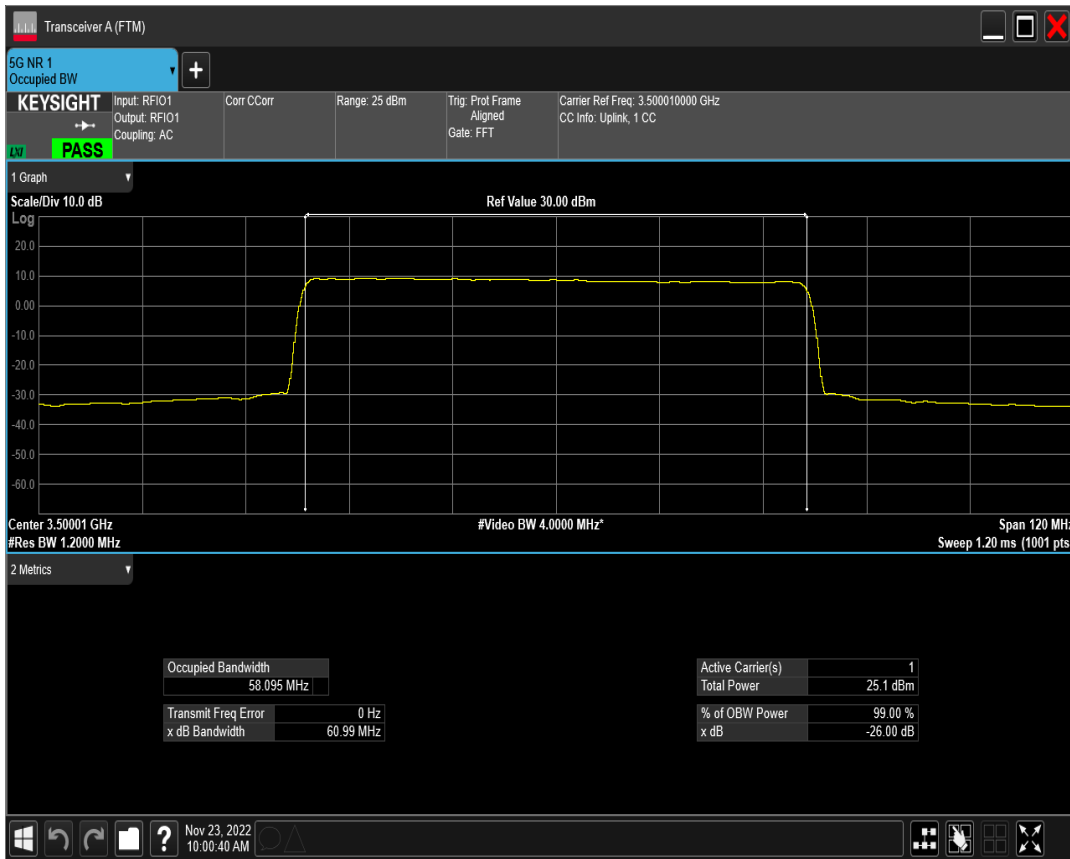 Transceiver A (FTM)
5G NR 1
Occupied BW
+
KEYSIGHT
Input: RFIO1
Output: RFIO1
Coupling: AC
Corr CCorr
Range: 25 dBm
Trig: Prot Frame
Aligned
Gate: FFT
Carrier Ref Freq: 3.500010000 GHz
CC Info: Uplink, 1 CC
LXI
PASS
1 Graph
Scale/Div 10.0 dB
Ref Value 30.00 dBm
Log
20.0
10.0
0.00
-10.0
-20.0
-30.0
-40.0
-50.0
-60.0
Center 3.50001 GHz
#Video BW 4.0000 MHz*
Span 120 MHz
#Res BW 1.2000 MHz
Sweep 1.20 ms (1001 pts
2 Metrics
Occupied Bandwidth
58.095 MHz
Transmit Freq Error 0 Hz
x dB Bandwidth 60.99 MHz
Active Carrier(s) 1
Total Power 25.1 dBm
% of OBW Power 99.00 %
x dB -26.00 dB
?
Nov 23, 2022
10:00:40 AM